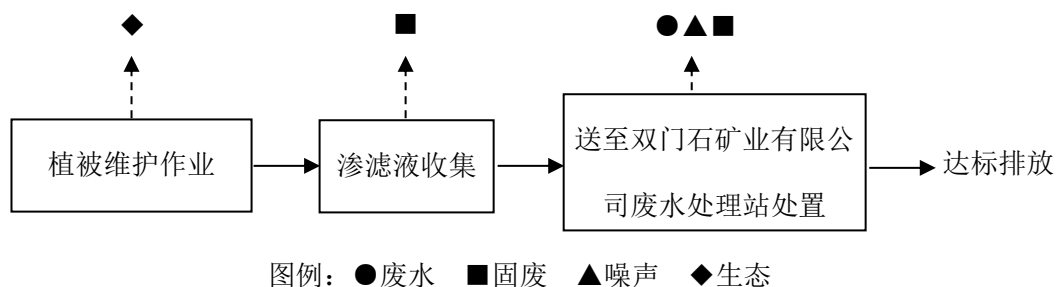 植被维护作业
渗滤液收集
送至双门石矿业有限公
司废水处理站处置
达标排放
图例：●废水 ■固废 ▲噪声 ◆生态